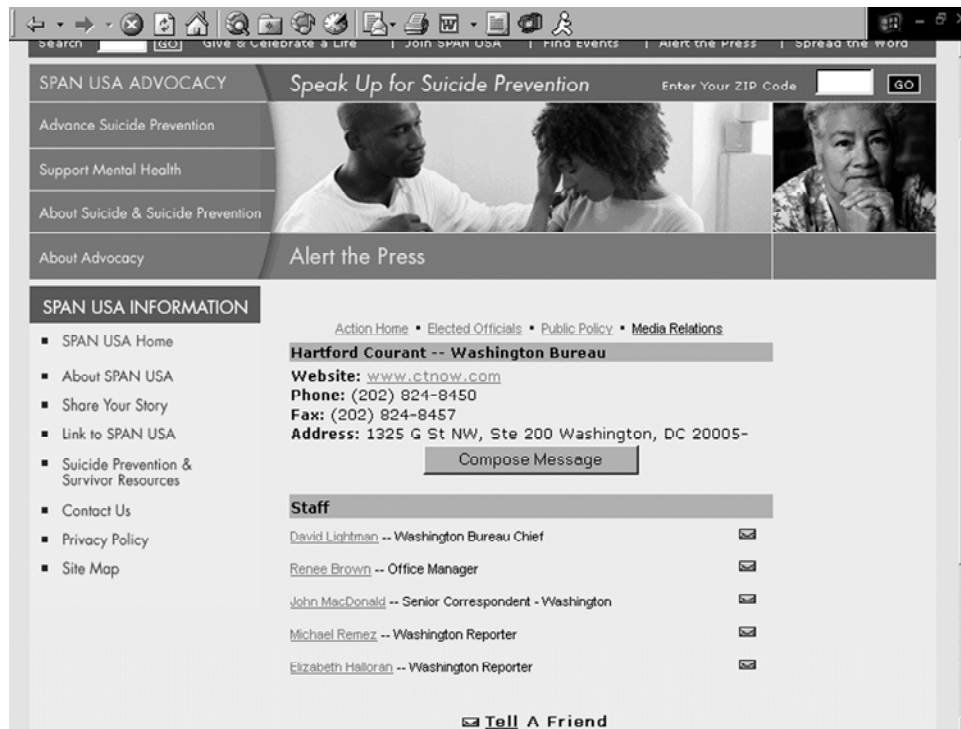 Search GO Give & Celebrate a Life | Join SPAN USA | Find Events | Alert the Press | Spread the Word
SPAN USA ADVOCACY
Speak Up for Suicide Prevention
Enter Your ZIP Code GO
Advance Suicide Prevention
Support Mental Health
About Suicide & Suicide Prevention
About Advocacy
Alert the Press
SPAN USA INFORMATION
SPAN USA Home
About SPAN USA
Share Your Story
Link to SPAN USA
Suicide Prevention &
Survivor Resources
Contact Us
Privacy Policy
Site Map
Action Home ▪ Elected Officials ▪ Public Policy ▪ Media Relations
Hartford Courant -- Washington Bureau
Website: www.ctnow.com
Phone: (202) 824-8450
Fax: (202) 824-8457
Address: 1325 G St NW, Ste 200 Washington, DC 20005-
Compose Message
Staff
David Lightman -- Washington Bureau Chief
Renee Brown -- Office Manager
John MacDonald -- Senior Correspondent - Washington
Michael Remez -- Washington Reporter
Elizabeth Halloran -- Washington Reporter
Tell A Friend